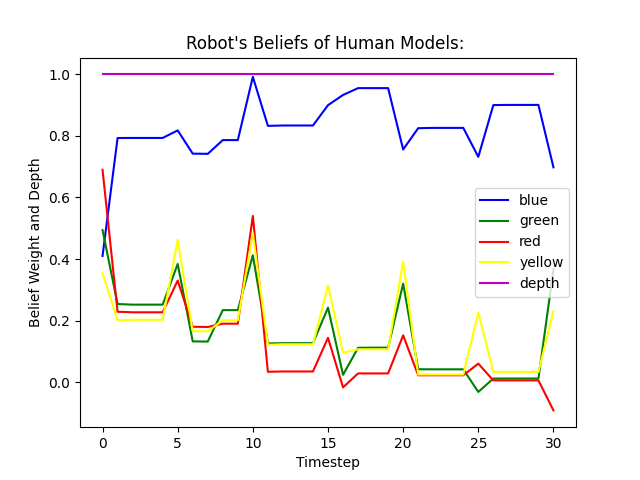 Robot's Beliefs of Human Models:
Belief Weight and Depth
1.0
0.8
0.6
0.4
0.2
0.0
0 5 10 15 20 25 30
Timestep
blue
green
red
yellow
depth